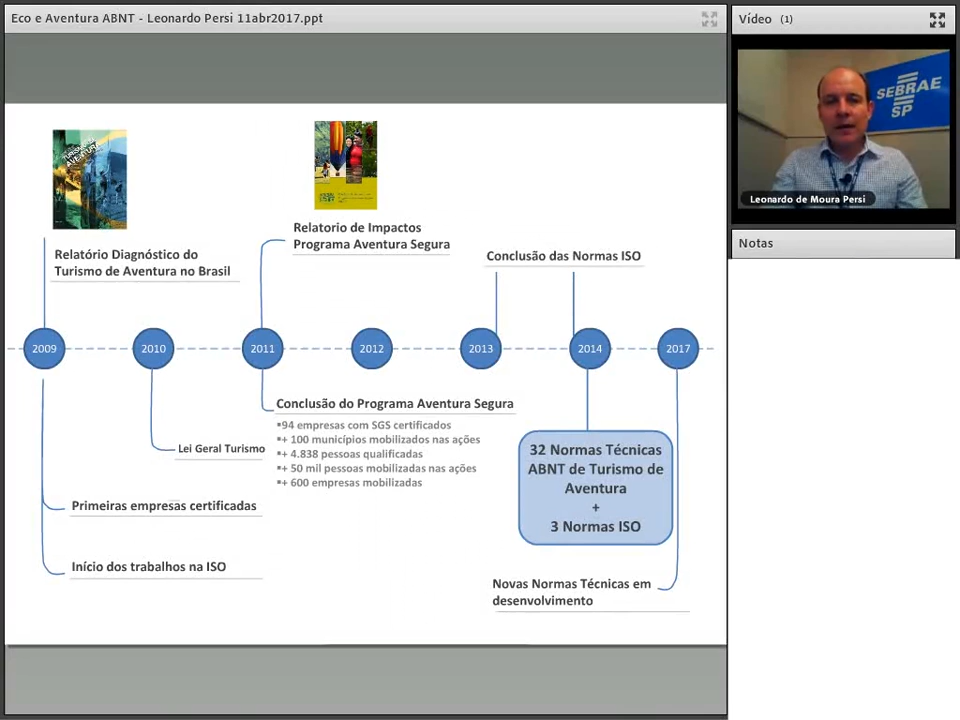 Eco e Aventura ABNT - Leonardo Persi 11abr2017.ppt
Vídeo (1)
SEBRAE
SP
Leonardo de Moura Persi
Notas
TURISMO DE
AVENTURA
Relatório Diagnóstico do
Turismo de Aventura no Brasil
Relatorio de Impactos
Programa Aventura Segura
Conclusão das Normas ISO
2009
2010
2011
2012
2013
2014
2017
Conclusão do Programa Aventura Segura
▪94 empresas com SGS certificados
▪+ 100 municípios mobilizados nas ações
▪+ 4.838 pessoas qualificadas
▪+ 50 mil pessoas mobilizadas nas ações
▪+ 600 empresas mobilizadas
Lei Geral Turismo
Primeiras empresas certificadas
Início dos trabalhos na ISO
32 Normas Técnicas
ABNT de Turismo de
Aventura
+
3 Normas ISO
Novas Normas Técnicas em
desenvolvimento